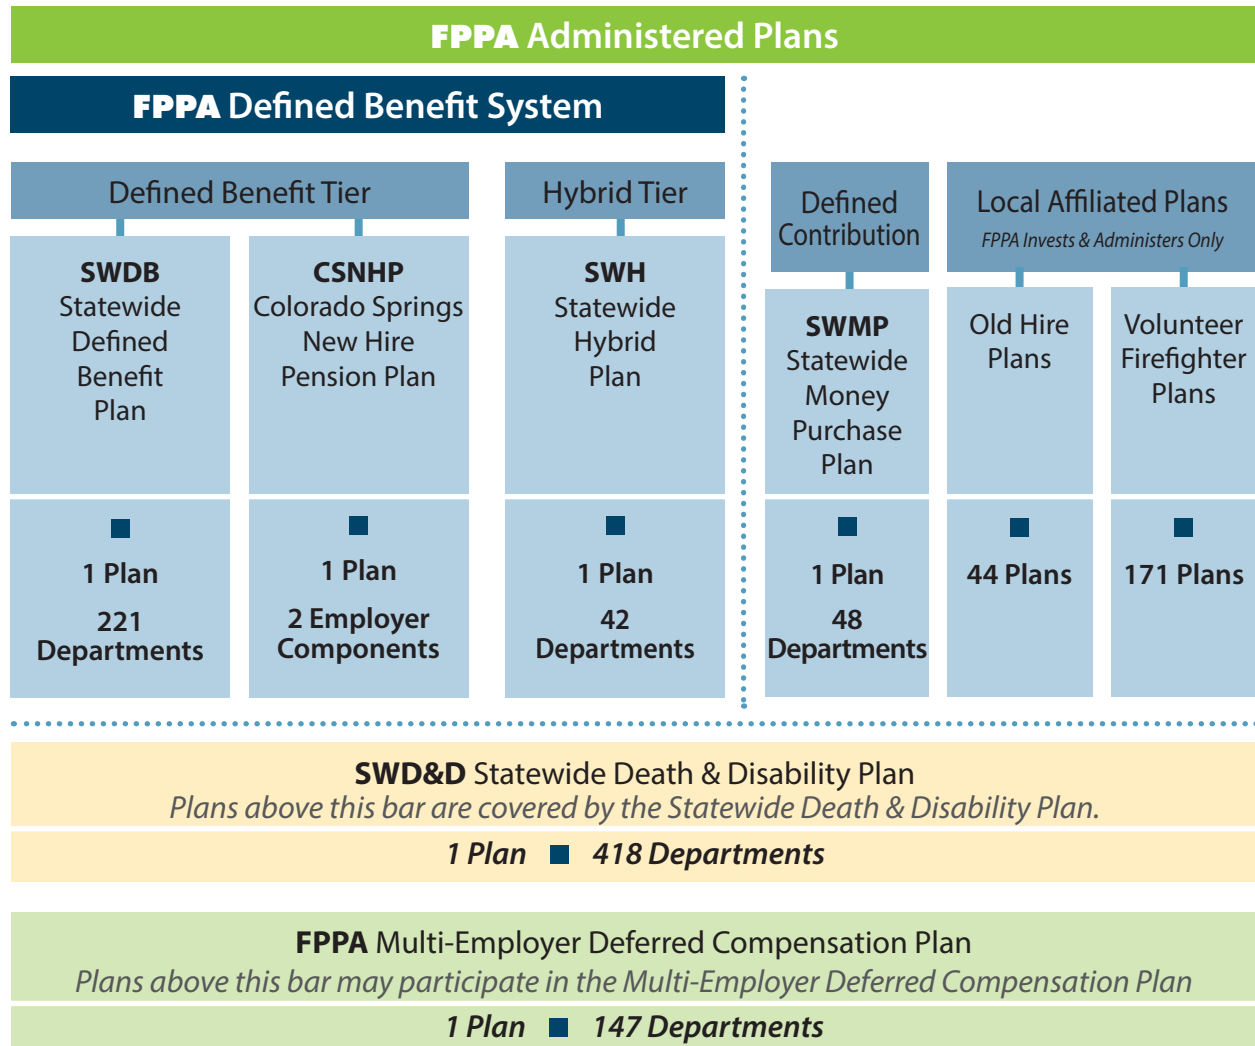 FPPA Administered Plans
FPPA Defined Benefit System
Defined Benefit Tier
Hybrid Tier
Defined
Contribution
Local Affiliated Plans
FPPA Invests & Administers Only
SWDB
Statewide
Defined
Benefit
Plan
CSNHP
Colorado Springs
New Hire
Pension Plan
SWH
Statewide
Hybrid
Plan
SWMP
Statewide
Money
Purchase
Plan
Old Hire
Plans
Volunteer
Firefighter
Plans
1 Plan
221
Departments
1 Plan
2 Employer
Components
1 Plan
42
Departments
1 Plan
48
Departments
44 Plans
171 Plans
SWD&D Statewide Death & Disability Plan
Plans above this bar are covered by the Statewide Death & Disability Plan.
1 Plan ■ 418 Departments
FPPA Multi-Employer Deferred Compensation Plan
Plans above this bar may participate in the Multi-Employer Deferred Compensation Plan
1 Plan ■ 147 Departments